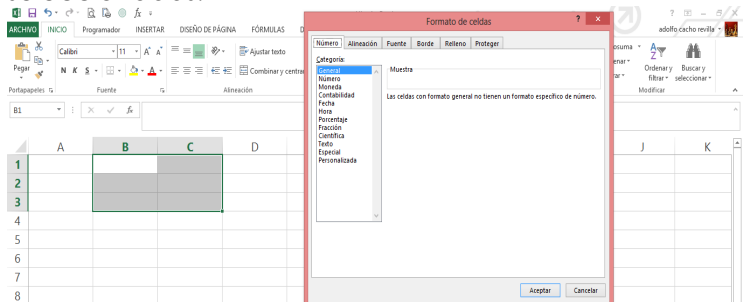 Formato de celdas
ARCHIVO INICIO Programador INSERTAR DISEÑO DE PÁGINA FÓRMULAS
adolfo cacho revilla
Calibri 11 A A
Ajustar texto
Pegar
N K S
Combinar y centrar
Portapapeles Fuente Alineación
B1 fx
A B C D
1
2
3
4
5
6
7
8
Número Alineación Fuente Borde Relleno Proteger
Categoría:
General
Número
Moneda
Contabilidad
Fecha
Hora
Porcentaje
Fracción
Científica
Texto
Especial
Personalizada
Muestra
Las celdas con formato general no tienen un formato específico de número.
Aceptar Cancelar
Ordenar y filtrar
Buscar y seleccionar
Modificar
J K